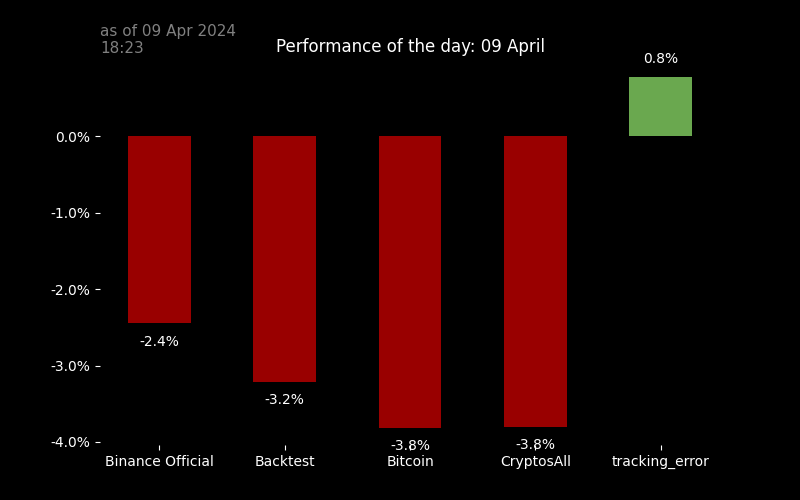 as of 09 Apr 2024
18:23
Performance of the day: 09 April
0.8%
0.0%
-1.0%
-2.0%
-3.0%
-4.0%
-2.4%
-3.2%
-3.8%
-3.8%
Binance Official
Backtest
Bitcoin
CryptosAll
tracking_error